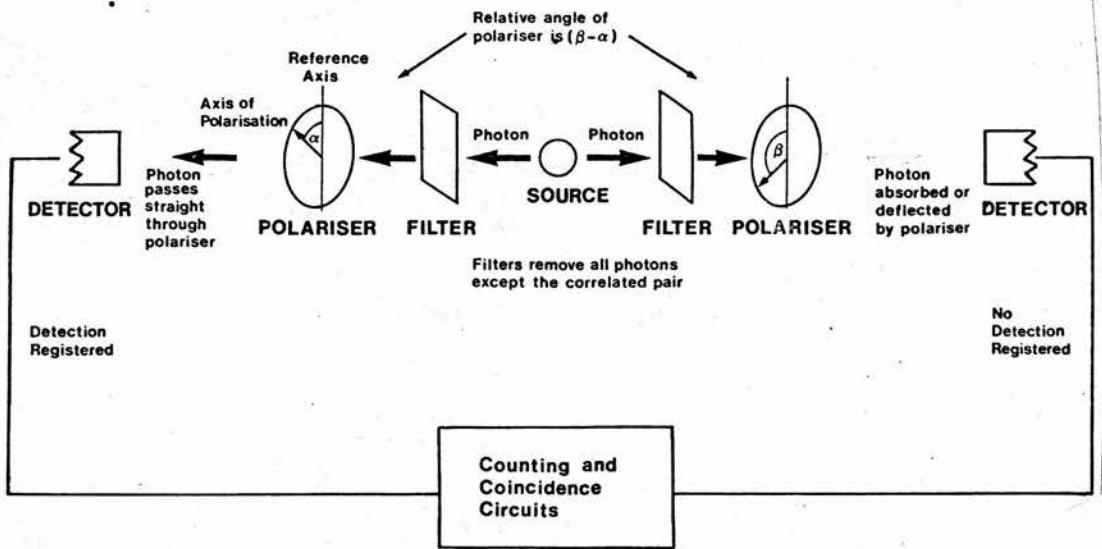 Relative angle of
polariser is (β-α)
Reference
Axis
Axis of
Polarisation
α
Photon
Photon
β
SOURCE
DETECTOR
Photon
passes
straight
through
polariser
POLARISER
FILTER
FILTER
POLARISER
Photon
absorbed or
deflected
by polariser
DETECTOR
Filters remove all photons
except the correlated pair
Detection
Registered
No
Detection
Registered
Counting and
Coincidence
Circuits